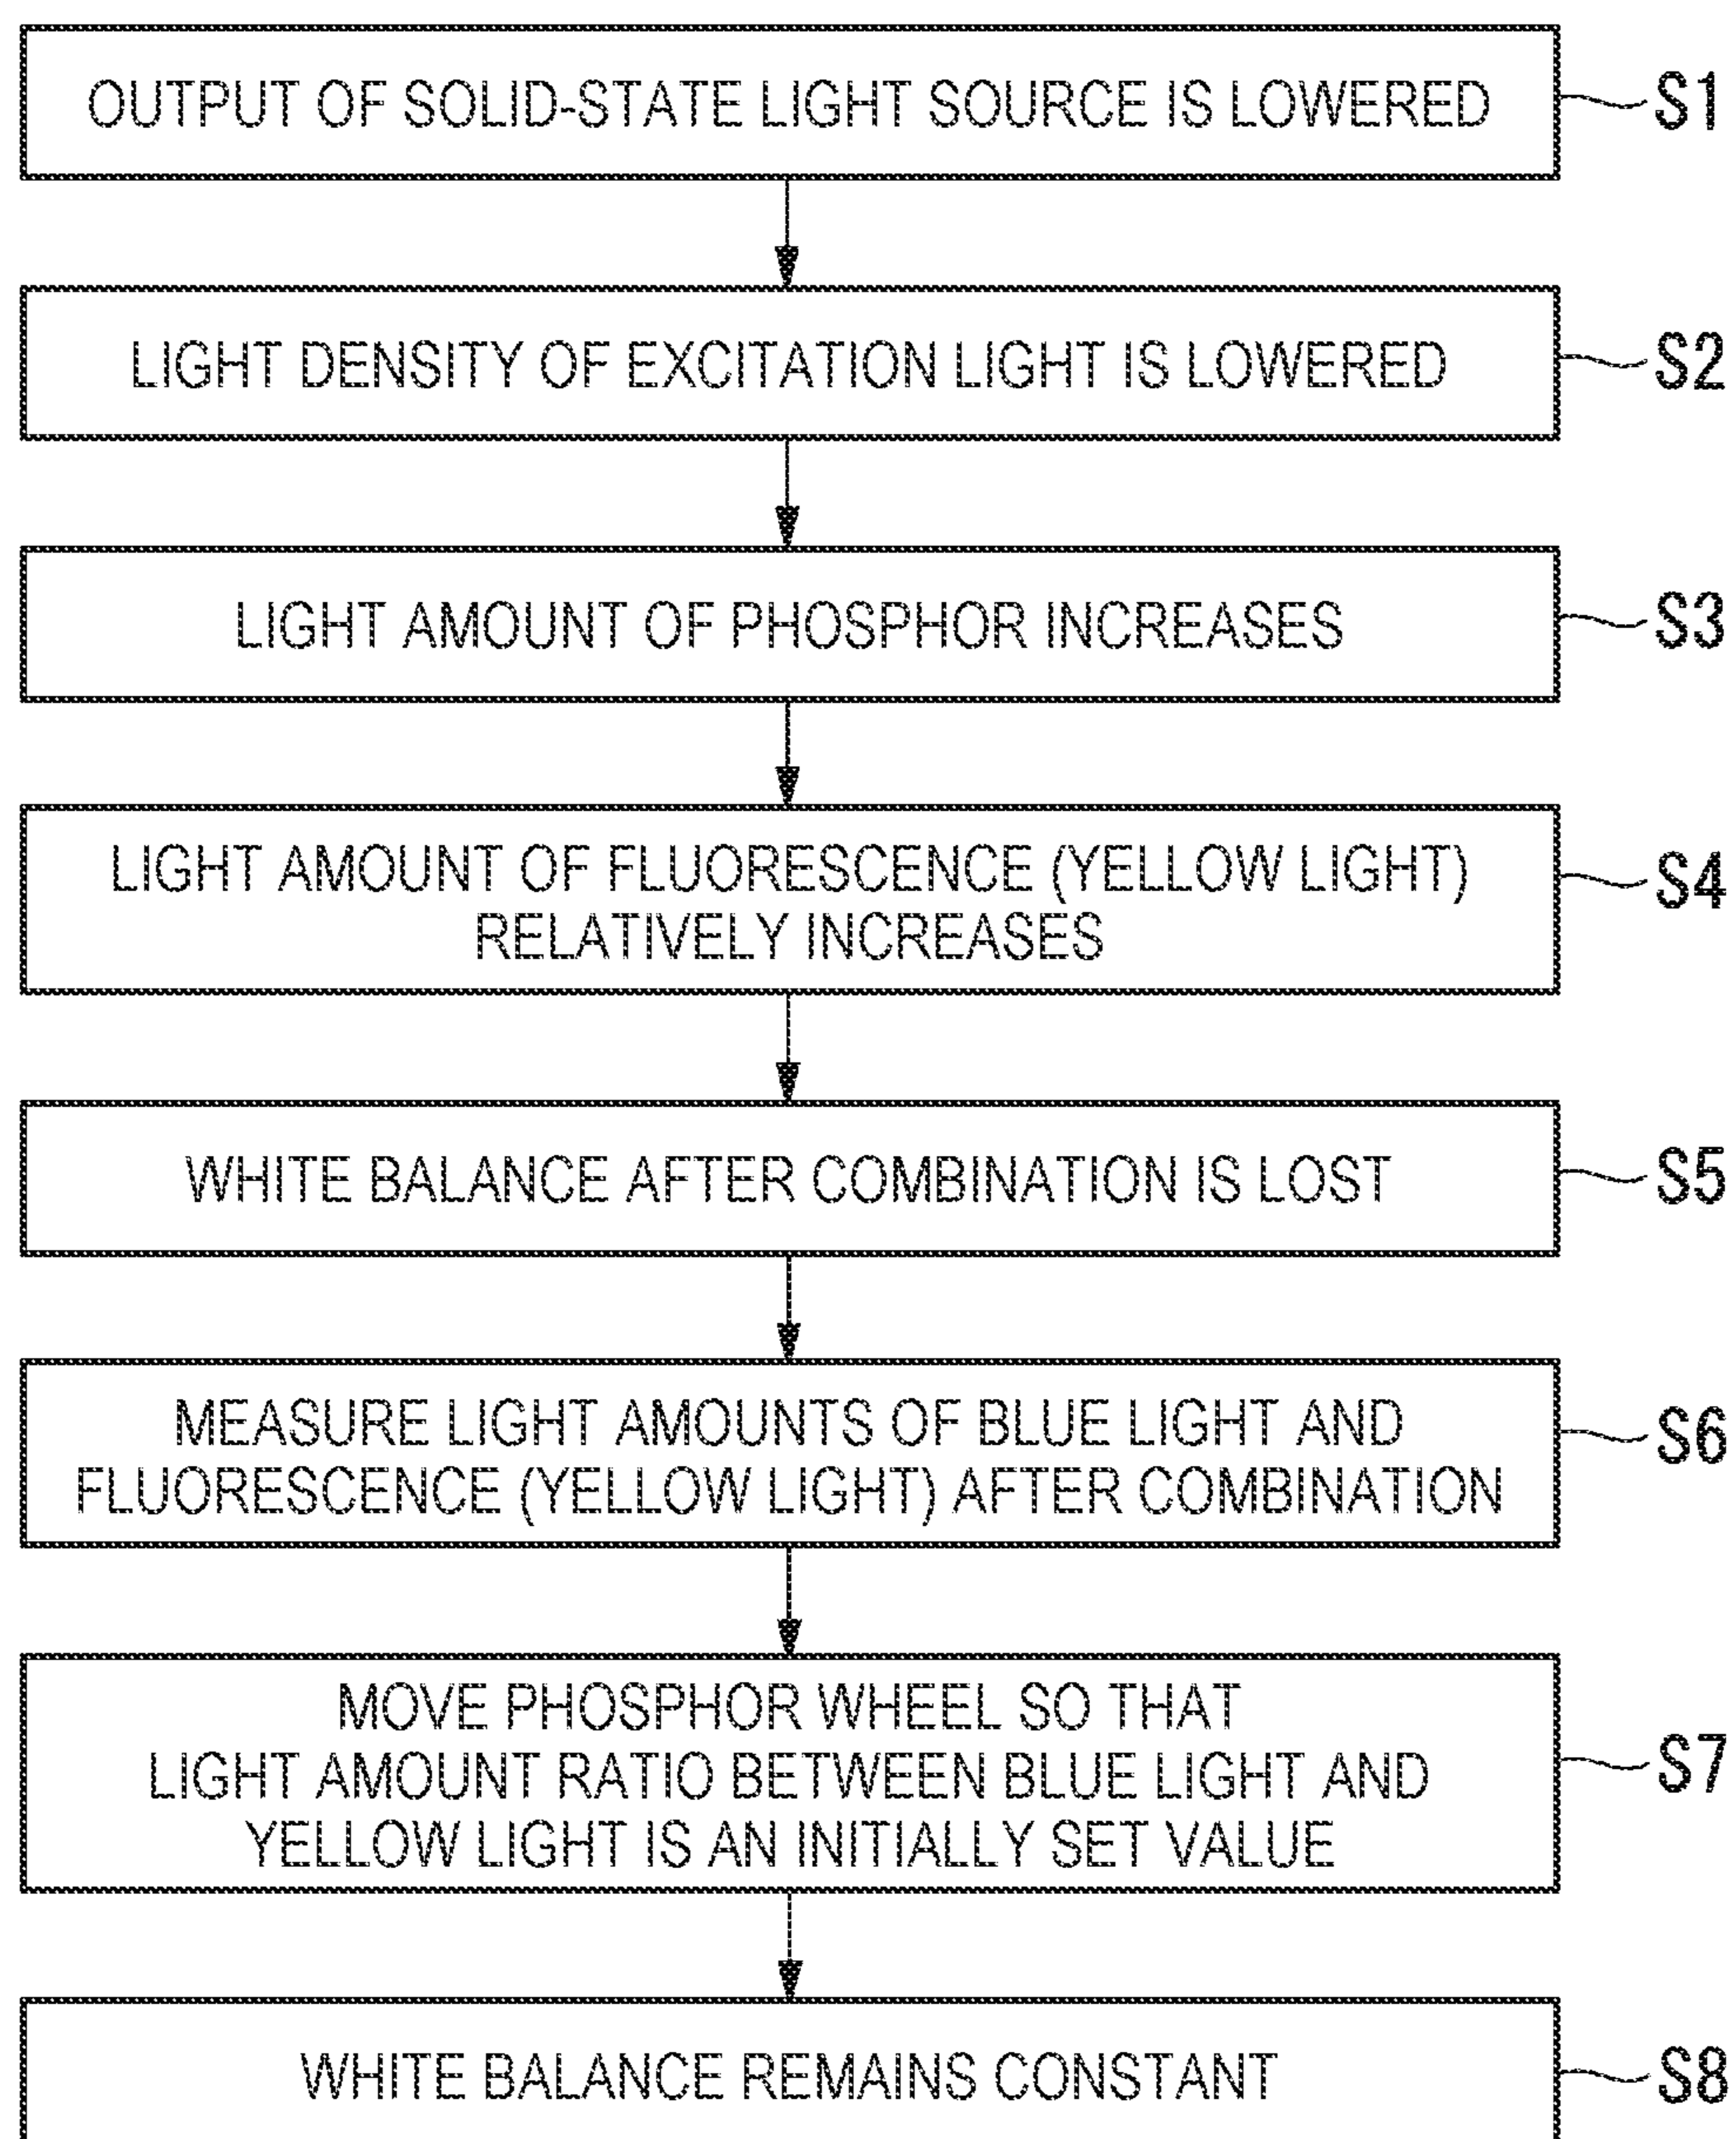 OUTPUT OF SOLID-STATE LIGHT SOURCE IS LOWERED
S1
LIGHT DENSITY OF EXCITATION LIGHT IS LOWERED
S2
LIGHT AMOUNT OF PHOSPHOR INCREASES
S3
LIGHT AMOUNT OF FLUORESCENCE (YELLOW LIGHT)
RELATIVELY INCREASES
S4
WHITE BALANCE AFTER COMBINATION IS LOST
S5
MEASURE LIGHT AMOUNTS OF BLUE LIGHT AND
FLUORESCENCE (YELLOW LIGHT) AFTER COMBINATION
S6
MOVE PHOSPHOR WHEEL SO THAT
LIGHT AMOUNT RATIO BETWEEN BLUE LIGHT AND
YELLOW LIGHT IS AN INITIALLY SET VALUE
S7
WHITE BALANCE REMAINS CONSTANT
S8